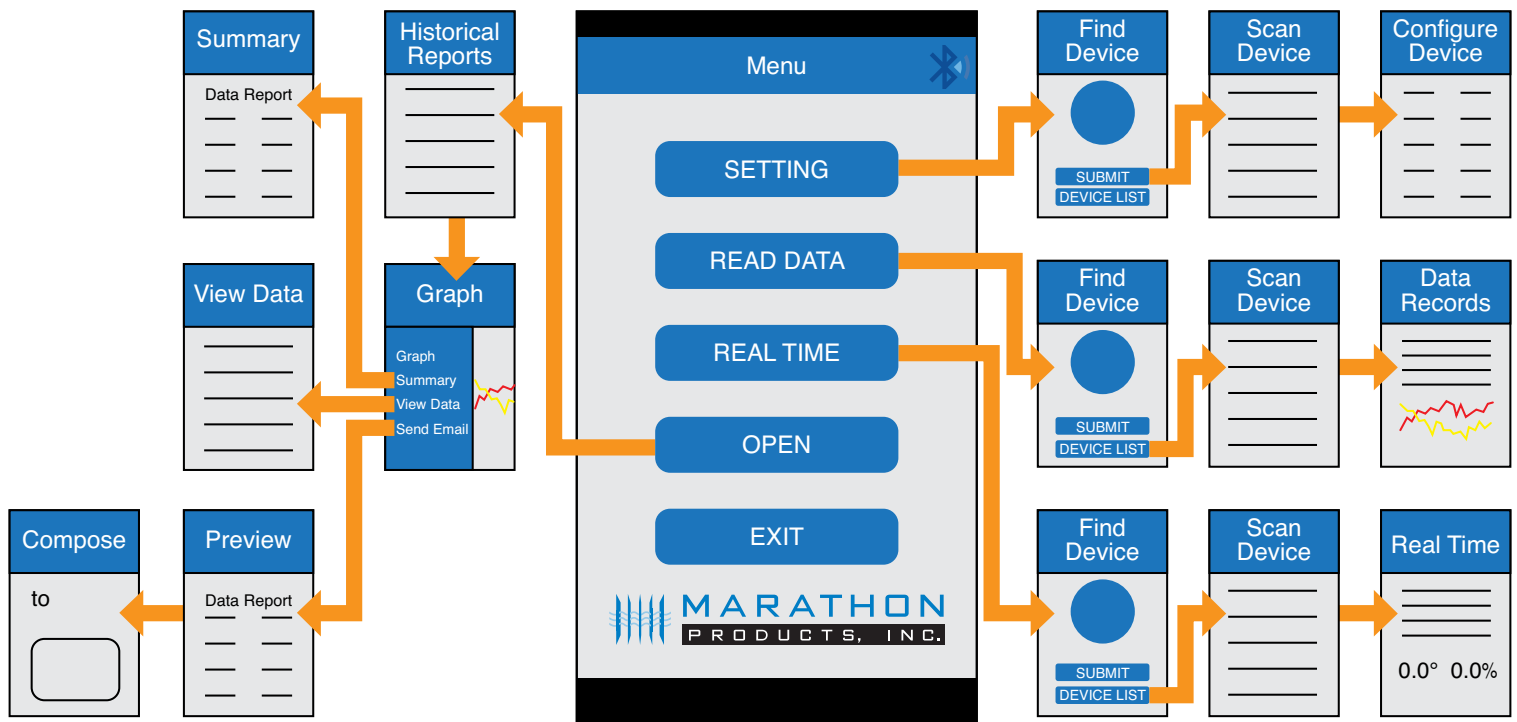 Summary
Data Report
Historical
Reports
Menu
SETTING
READ DATA
REAL TIME
OPEN
EXIT
MARATHON
PRODUCTS, INC.
Find
Device
SUBMIT
DEVICE LIST
Scan
Device
Configure
Device
View Data
Graph
Graph
Summary
View Data
Send Email
Find
Device
SUBMIT
DEVICE LIST
Scan
Device
Data
Records
Compose
to
Preview
Data Report
Find
Device
SUBMIT
DEVICE LIST
Scan
Device
Real Time
0.0° 0.0%